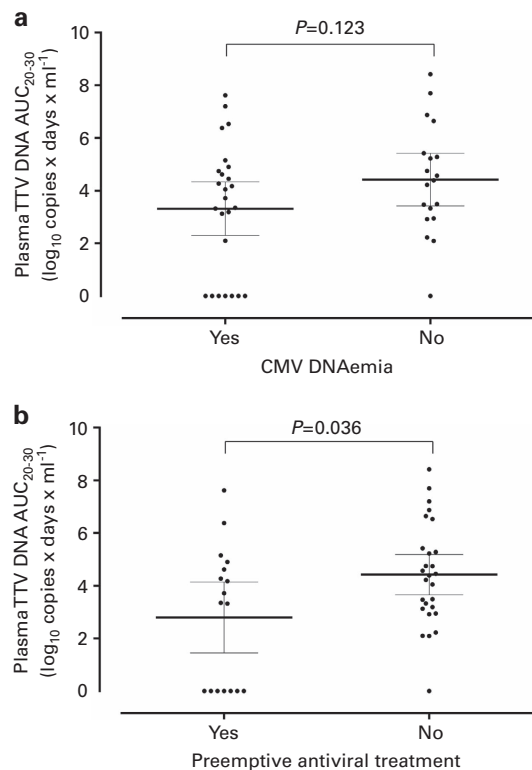 a
P=0.123
Plasma TTV DNA AUC20-30
(log10 copies x days x ml-1)
10
8
6
4
2
0
Yes
No
CMV DNAemia
b
P=0.036
Plasma TTV DNA AUC20-30
(log10 copies x days x ml-1)
10
8
6
4
2
0
Yes
No
Preemptive antiviral treatment